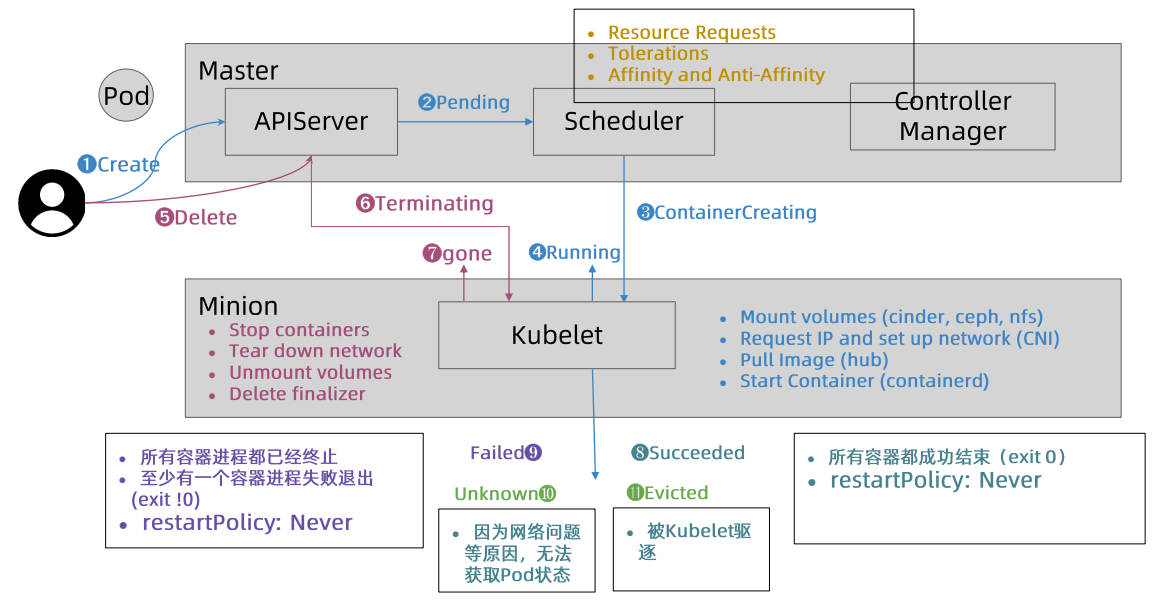 • Resource Requests
• Tolerations
• Affinity and Anti-Affinity
Master
Pod
APIServer
❷Pending
Scheduler
Controller
Manager
❶Create
❺Delete
❻Terminating
❸ContainerCreating
❼gone
❹Running
Minion
• Stop containers
• Tear down network
• Unmount volumes
• Delete finalizer
Kubelet
• Mount volumes (cinder, ceph, nfs)
• Request IP and set up network (CNI)
• Pull Image (hub)
• Start Container (containerd)
• 所有容器进程都已经终止
• 至少有一个容器进程失败退出
(exit !0)
• restartPolicy: Never
Failed❾
❽Succeeded
Unknown❿
⓫Evicted
• 因为网络问题
等原因，无法
获取Pod状态
• 被Kubelet驱
逐
• 所有容器都成功结束（exit 0）
• restartPolicy: Never